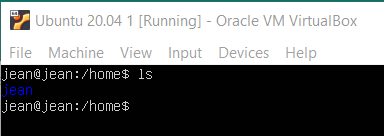 Ubuntu 20.04 1 [Running] - Oracle VM VirtualBox
File Machine View Input Devices Help
jean@jean:/home$ ls
jean
jean@jean:/home$